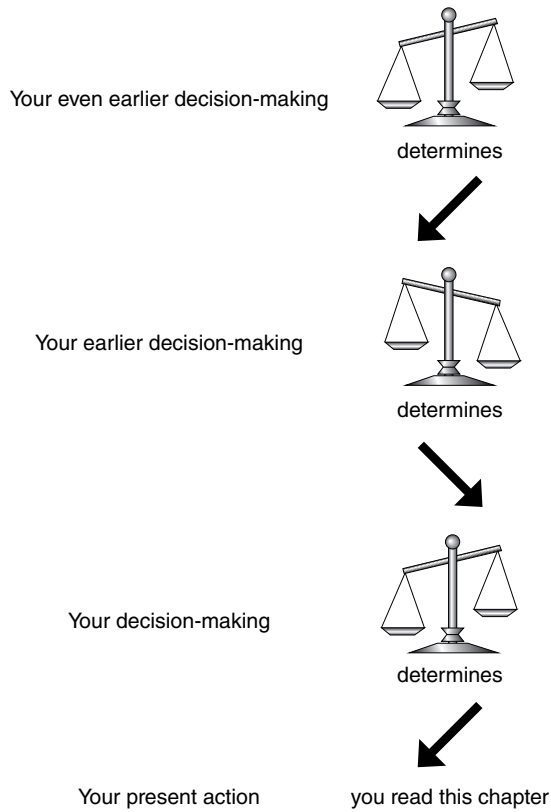 Your even earlier decision-making
determines
Your earlier decision-making
determines
Your decision-making
determines
Your present action
you read this chapter